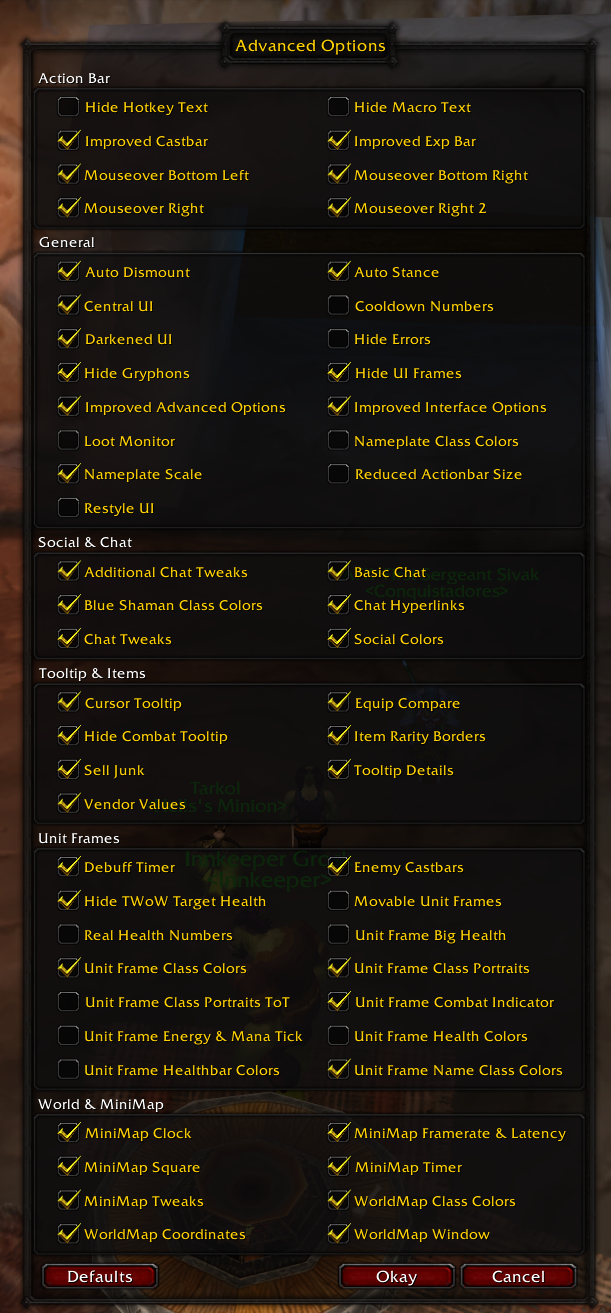 Advanced Options
Action Bar
Hide Hotkey Text Hide Macro Text
Improved Castbar Improved Exp Bar
Mouseover Bottom Left Mouseover Bottom Right
Mouseover Right Mouseover Right 2
General
Auto Dismount Auto Stance
Central UI Cooldown Numbers
Darkened UI Hide Errors
Hide Gryphons Hide UI Frames
Improved Advanced Options Improved Interface Options
Loot Monitor Nameplate Class Colors
Nameplate Scale Reduced Actionbar Size
Restyle UI
Social & Chat
Additional Chat Tweaks Basic Chat ergeant Sivak
<Conquistadores>
Blue Shaman Class Colors Chat Hyperlinks
Chat Tweaks Social Colors
Tooltip & Items
Cursor Tooltip Equip Compare
Hide Combat Tooltip Item Rarity Borders
Sell Junk Tooltip Details
Tarkol
Vendor Values 's Minion>
Unit Frames
Innkeeper
Debuff Timer Enemy Castbars
nkeeper>
Hide TWoW Target Health Movable Unit Frames
Real Health Numbers Unit Frame Big Health
Unit Frame Class Colors Unit Frame Class Portraits
Unit Frame Class Portraits ToT Unit Frame Combat Indicator
Unit Frame Energy & Mana Tick Unit Frame Health Colors
Unit Frame Healthbar Colors Unit Frame Name Class Colors
World & MiniMap
MiniMap Clock MiniMap Framerate & Latency
MiniMap Square MiniMap Timer
MiniMap Tweaks WorldMap Class Colors
WorldMap Coordinates WorldMap Window
Defaults Okay Cancel